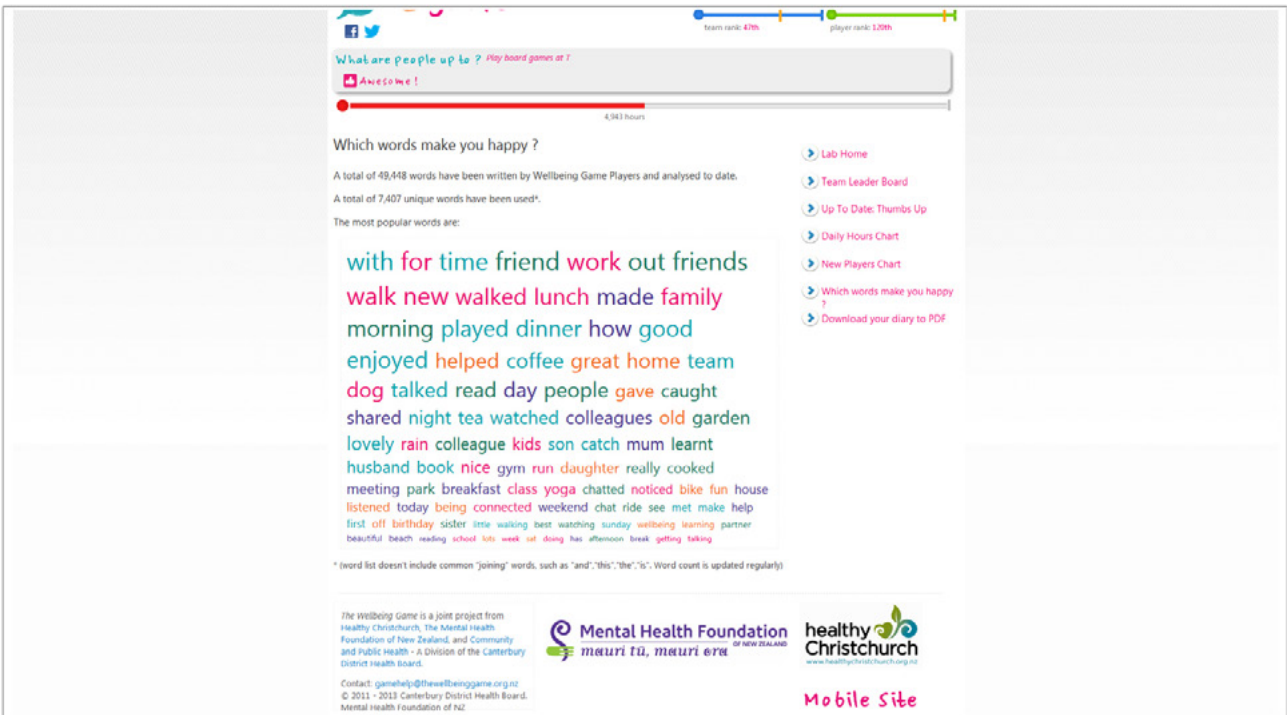 team rank: 47th
player rank: 120th
What are people up to ? Play board games at T
Awesome !
4,943 hours
Which words make you happy ?
A total of 49,448 words have been written by Wellbeing Game Players and analysed to date.
A total of 7,407 unique words have been used*.
The most popular words are:
with for time friend work out friends
walk new walked lunch made family
morning played dinner how good
enjoyed helped coffee great home team
dog talked read day people gave caught
shared night tea watched colleagues old garden
lovely rain colleague kids son catch mum learnt
husband book nice gym run daughter really cooked
meeting park breakfast class yoga chatted noticed bike fun house
listened today being connected weekend chat ride see met make help
first off birthday sister little walking best watching sunday wellbeing learning partner
beautiful beach reading school lots week sat doing has afternoon break getting talking
* (word list doesn't include common "joining" words, such as "and","this","the","is". Word count is updated regularly)
Lab Home
Team Leader Board
Up To Date: Thumbs Up
Daily Hours Chart
New Players Chart
Which words make you happy
?
Download your diary to PDF
The Wellbeing Game is a joint project from
Healthy Christchurch, The Mental Health
Foundation of New Zealand, and Community
and Public Health - A Division of the Canterbury
District Health Board.
Contact: gamehelp@thewellbeinggame.org.nz
© 2011 - 2013 Canterbury District Health Board.
Mental Health Foundation of NZ
Mental Health Foundation
OF NEW ZEALAND
mauri tū, mauri ora
healthy
Christchurch
www.healthychristchurch.org.nz
Mobile Site